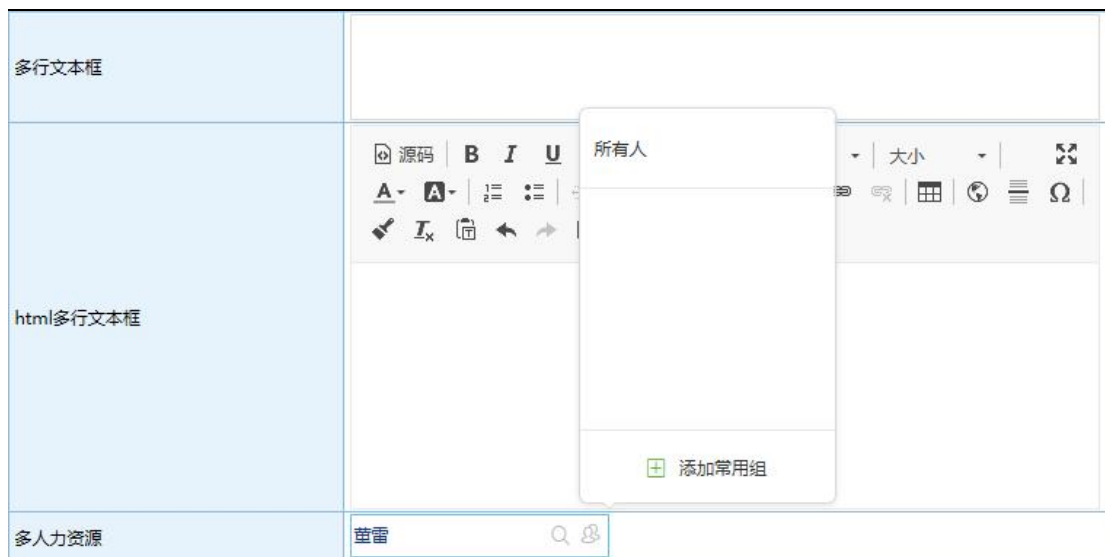 多行文本框
源码 B I U 所有人 大小
A A Ω
html多行文本框
添加常用组
多人力资源 董雷